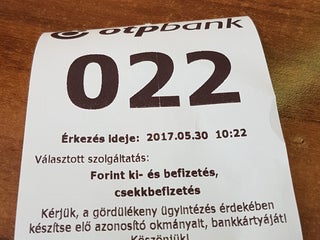 otpbank
022
Érkezés ideje: 2017.05.30 10:22
Választott szolgáltatás:
Forint ki- és befizetés,
csekkbefizetés
Kérjük, a gördülékeny ügyintézés érdekében
készítse elő azonosító okmányait, bankkártyáját!
Köszönjük!